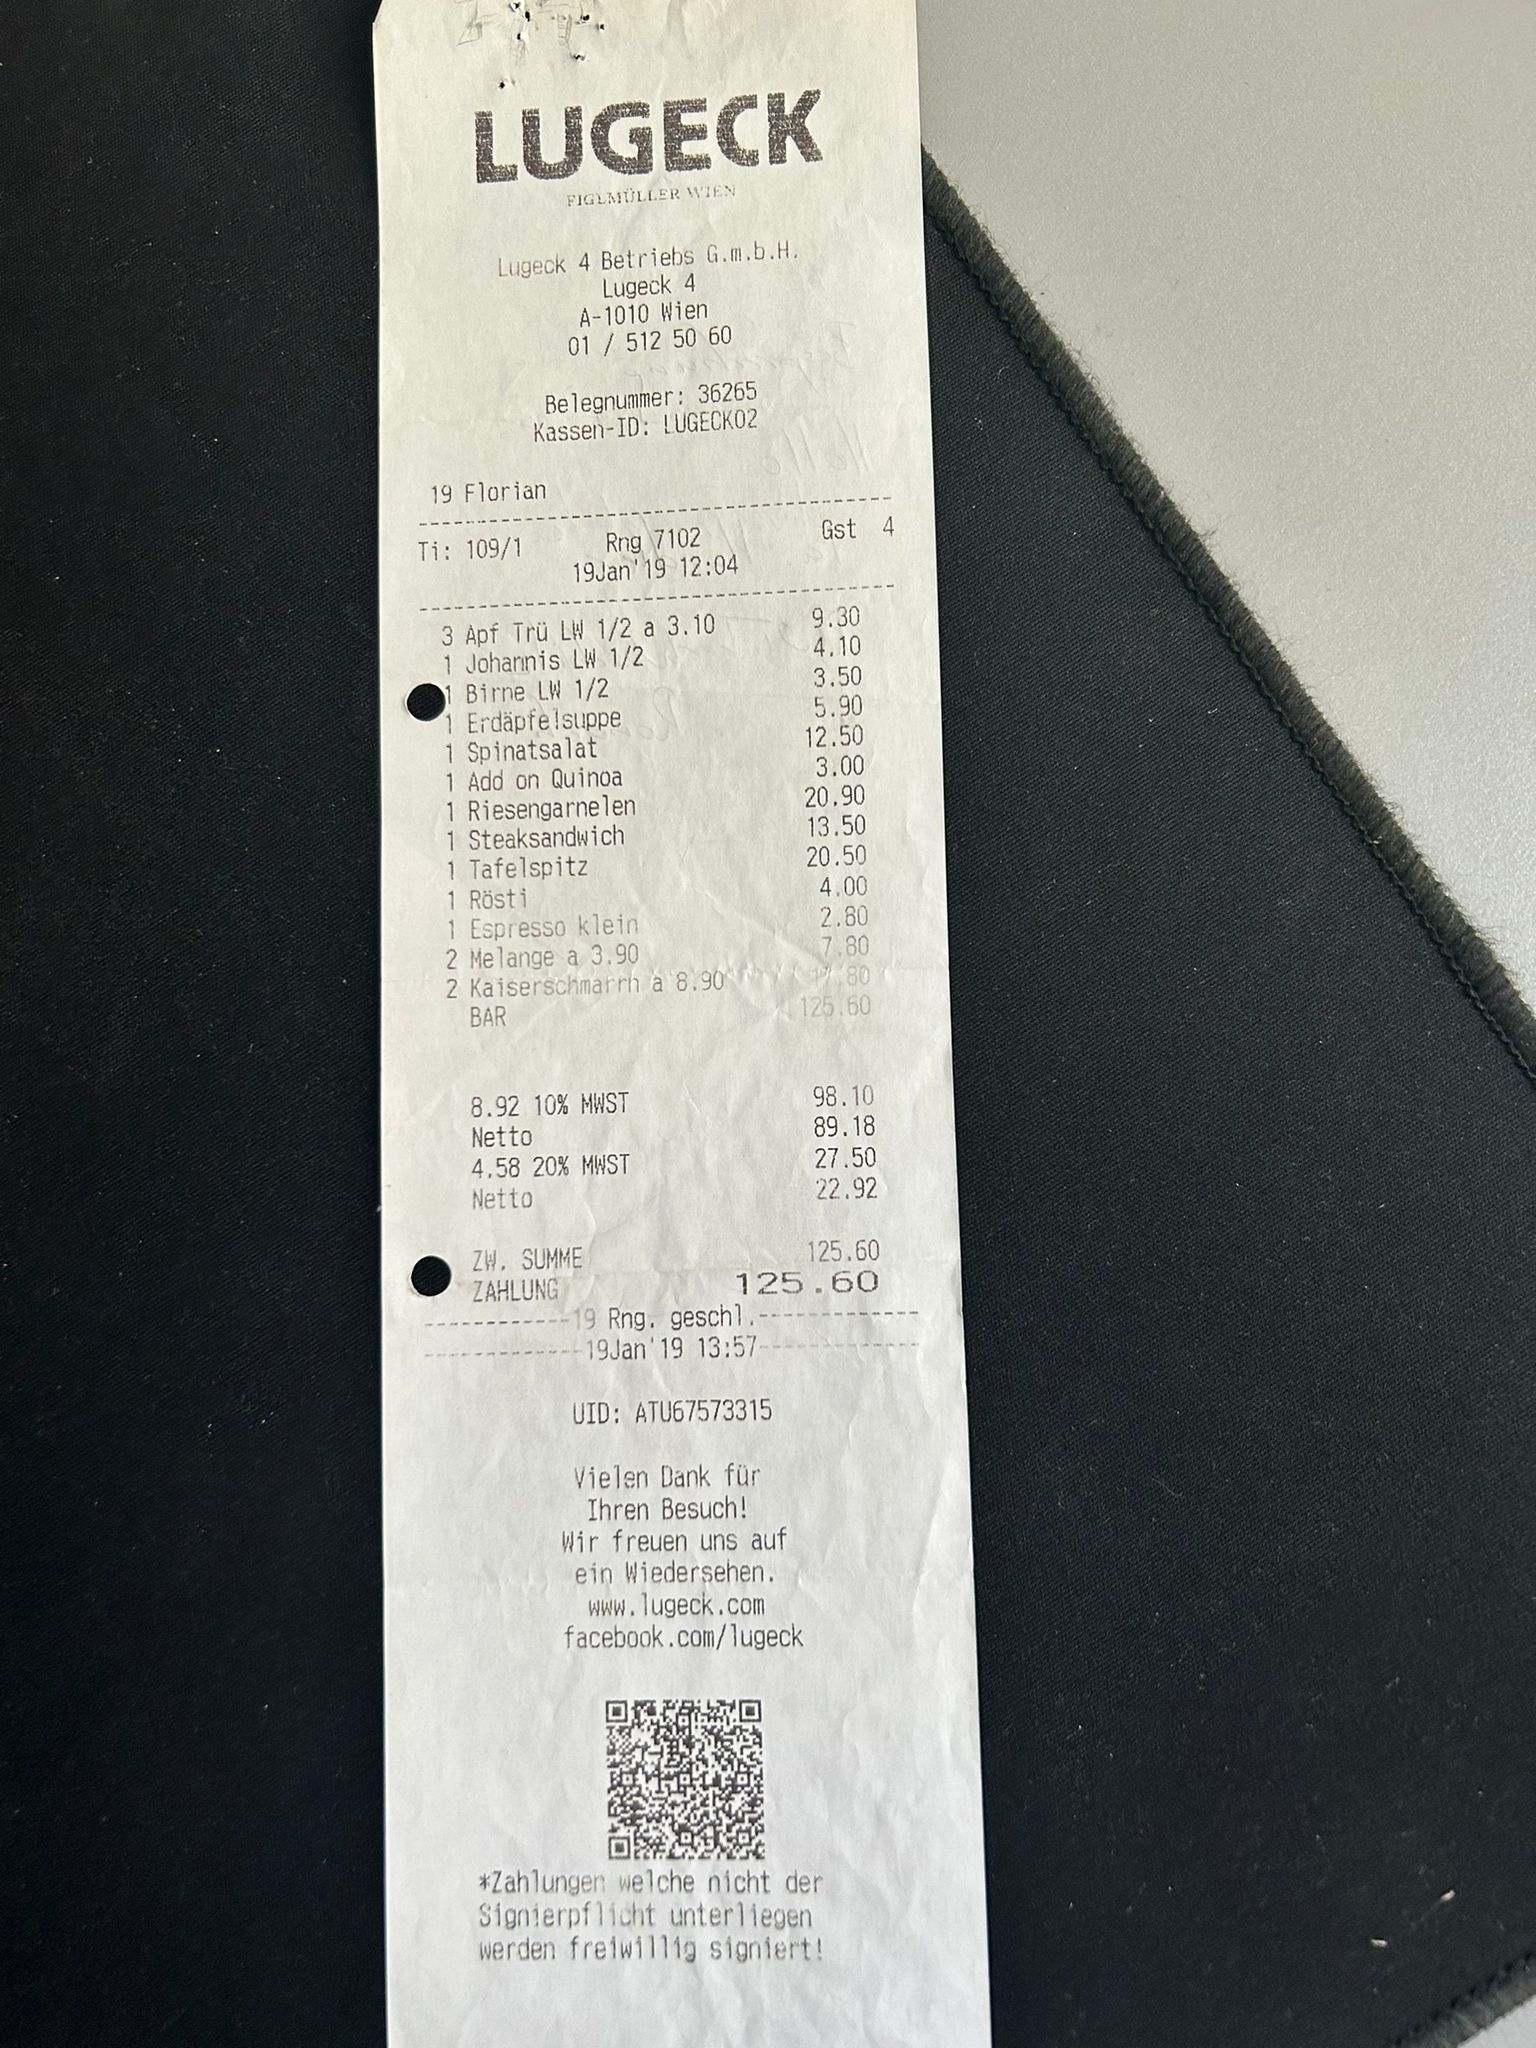 LUGECK
FIGLMÜLLER WIEN
Lugeck 4 Betriebs G.m.b.H.
Lugeck 4
A-1010 Wien
01 / 512 50 60
Belegnummer: 36265
Kassen-ID: LUGECK02
19 Florian
Ti: 109/1 Rng 7102 Gst 4
19Jan'19 12:04
3 Apf Trü LW 1/2 a 3.10 9.30
1 Johannis LW 1/2 4.10
1 Birne LW 1/2 3.50
1 Erdäpfelsuppe 5.90
1 Spinatsalat 12.50
1 Add on Quinoa 3.00
1 Riesengarnelen 20.90
1 Steaksandwich 13.50
1 Tafelspitz 20.50
1 Rösti 4.00
1 Espresso klein 2.80
2 Melange a 3.90 7.80
2 Kaiserschmarrn a 8.90 17.80
BAR 125.60
8.92 10% MWST 98.10
Netto 89.18
4.58 20% MWST 27.50
Netto 22.92
ZW. SUMME 125.60
ZAHLUNG 125.60
------------19 Rng. geschl.-------------
-------------19Jan'19 13:57-------------
UID: ATU67573315
Vielen Dank für
Ihren Besuch!
Wir freuen uns auf
ein Wiedersehen.
www.lugeck.com
facebook.com/lugeck
*Zahlungen welche nicht der
Signierpflicht unterliegen
werden freiwillig signiert!